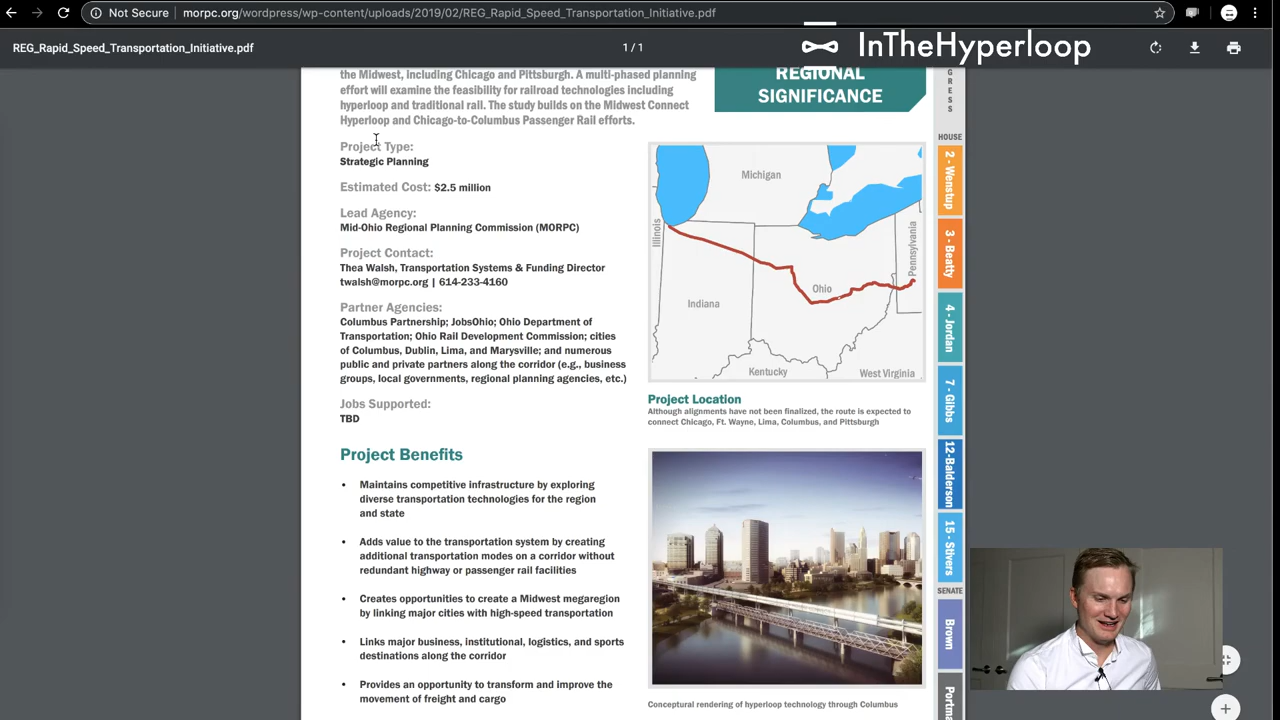 Not Secure morpc.org/wordpress/wp-content/uploads/2019/02/REG_Rapid_Speed_Transportation_Initiative.pdf
REG_Rapid_Speed_Transportation_Initiative.pdf
1 / 1
InTheHyperloop
the Midwest, including Chicago and Pittsburgh. A multi-phased planning
effort will examine the feasibility for railroad technologies including
hyperloop and traditional rail. The study builds on the Midwest Connect
Hyperloop and Chicago-to-Columbus Passenger Rail efforts.
REGIONAL
SIGNIFICANCE
Project Type:
Strategic Planning
Estimated Cost: $2.5 million
Lead Agency:
Mid-Ohio Regional Planning Commission (MORPC)
Project Contact:
Thea Walsh, Transportation Systems & Funding Director
twalsh@morpc.org | 614-233-4160
Partner Agencies:
Columbus Partnership; JobsOhio; Ohio Department of
Transportation; Ohio Rail Development Commission; cities
of Columbus, Dublin, Lima, and Marysville; and numerous
public and private partners along the corridor (e.g., business
groups, local governments, regional planning agencies, etc.)
Jobs Supported:
TBD
Project Benefits
• Maintains competitive infrastructure by exploring
diverse transportation technologies for the region
and state
• Adds value to the transportation system by creating
additional transportation modes on a corridor without
redundant highway or passenger rail facilities
• Creates opportunities to create a Midwest megaregion
by linking major cities with high-speed transportation
• Links major business, institutional, logistics, and sports
destinations along the corridor
• Provides an opportunity to transform and improve the
movement of freight and cargo
Michigan
Illinois
Pennsylvania
Ohio
Indiana
Kentucky
West Virginia
Project Location
Although alignments have not been finalized, the route is expected to
connect Chicago, Ft. Wayne, Lima, Columbus, and Pittsburgh
Conceptual rendering of hyperloop technology through Columbus
G
R
E
S
S
HOUSE
2 - Wenstup
3 - Beatty
4 - Jordan
7 - Gibbs
12-Balderson
15 - Stivers
SENATE
Brown
Portma